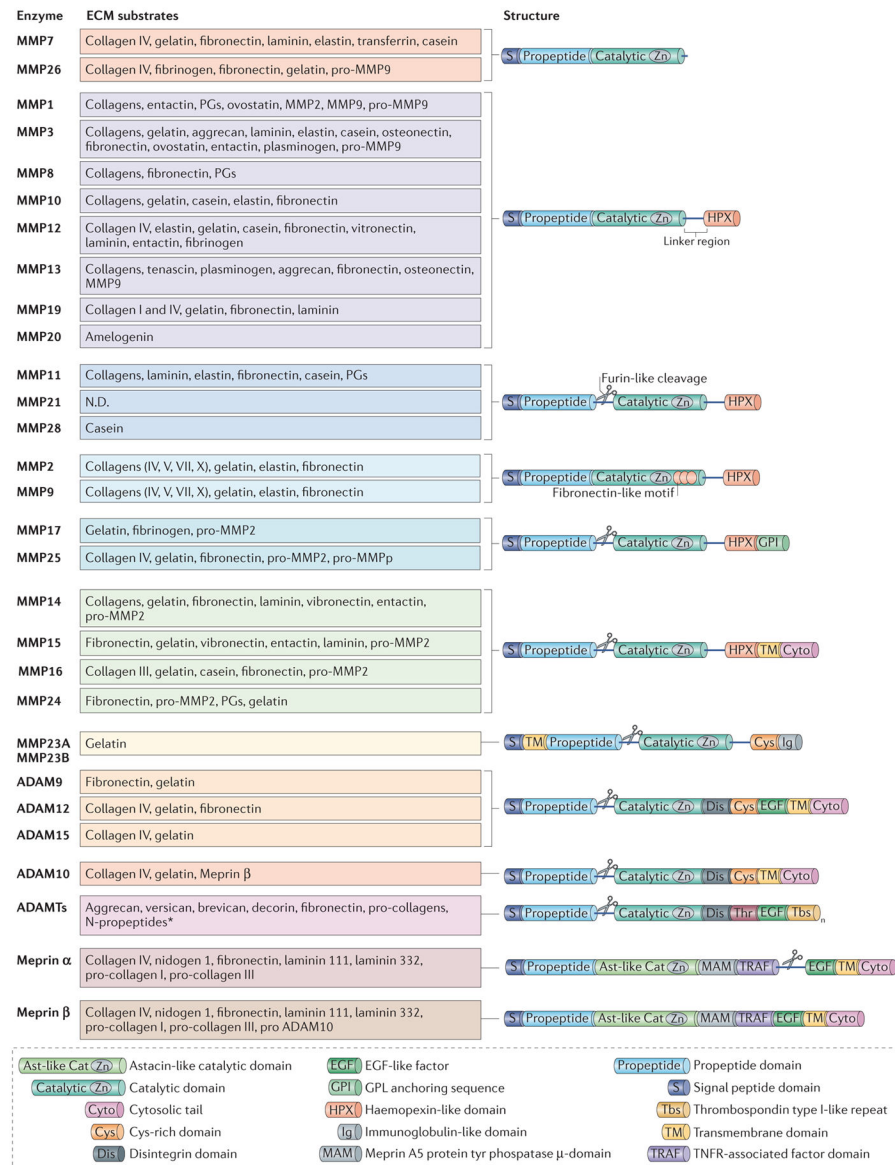 Enzyme ECM substrates Structure
MMP7 Collagen IV, gelatin, fibronectin, laminin, elastin, transferrin, casein
MMP26 Collagen IV, fibrinogen, fibronectin, gelatin, pro-MMP9
S Propeptide Catalytic Zn
MMP1 Collagens, entactin, PGs, ovostatin, MMP2, MMP9, pro-MMP9
MMP3 Collagens, gelatin, aggrecan, laminin, elastin, casein, osteonectin,
fibronectin, ovostatin, entactin, plasminogen, pro-MMP9
MMP8 Collagens, fibronectin, PGs
MMP10 Collagens, gelatin, casein, elastin, fibronectin
MMP12 Collagen IV, elastin, gelatin, casein, fibronectin, vitronectin,
laminin, entactin, fibrinogen
MMP13 Collagens, tenascin, plasminogen, aggrecan, fibronectin, osteonectin,
MMP9
MMP19 Collagen I and IV, gelatin, fibronectin, laminin
MMP20 Amelogenin
S Propeptide Catalytic Zn HPX
Linker region
MMP11 Collagens, laminin, elastin, fibronectin, casein, PGs
MMP21 N.D.
MMP28 Casein
Furin-like cleavage
S Propeptide Catalytic Zn HPX
MMP2 Collagens (IV, V, VII, X), gelatin, elastin, fibronectin
MMP9 Collagens (IV, V, VII, X), gelatin, elastin, fibronectin
S Propeptide Catalytic Zn HPX
Fibronectin-like motif
MMP17 Gelatin, fibrinogen, pro-MMP2
MMP25 Collagen IV, gelatin, fibronectin, pro-MMP2, pro-MMPp
S Propeptide Catalytic Zn HPX GPI
MMP14 Collagens, gelatin, fibronectin, laminin, vibronectin, entactin,
pro-MMP2
MMP15 Fibronectin, gelatin, vibronectin, entactin, laminin, pro-MMP2
MMP16 Collagen III, gelatin, casein, fibronectin, pro-MMP2
MMP24 Fibronectin, pro-MMP2, PGs, gelatin
S Propeptide Catalytic Zn HPX TM Cyto
MMP23A Gelatin
MMP23B
S TM Propeptide Catalytic Zn Cys Ig
ADAM9 Fibronectin, gelatin
ADAM12 Collagen IV, gelatin, fibronectin
ADAM15 Collagen IV, gelatin
S Propeptide Catalytic Zn Dis Cys EGF TM Cyto
ADAM10 Collagen IV, gelatin, Meprin β
S Propeptide Catalytic Zn Dis Cys TM Cyto
ADAMTs Aggrecan, versican, brevican, decorin, fibronectin, pro-collagens,
N-propeptides*
S Propeptide Catalytic Zn Dis Thr EGF Tbs n
Meprin α Collagen IV, nidogen 1, fibronectin, laminin 111, laminin 332,
pro-collagen I, pro-collagen III
S Propeptide Ast-like Cat Zn MAM TRAF EGF TM Cyto
Meprin β Collagen IV, nidogen 1, fibronectin, laminin 111, laminin 332,
pro-collagen I, pro-collagen III, pro ADAM10
S Propeptide Ast-like Cat Zn MAM TRAF EGF TM Cyto
Ast-like Cat Zn Astacin-like catalytic domain
Catalytic Zn Catalytic domain
Cyto Cytosolic tail
Cys Cys-rich domain
Dis Disintegrin domain
EGF EGF-like factor
GPI GPL anchoring sequence
HPX Haemopexin-like domain
Ig Immunoglobulin-like domain
MAM Meprin A5 protein tyr phospatase μ-domain
Propeptide Propeptide domain
S Signal peptide domain
Tbs Thrombospondin type I-like repeat
TM Transmembrane domain
TRAF TNFR-associated factor domain